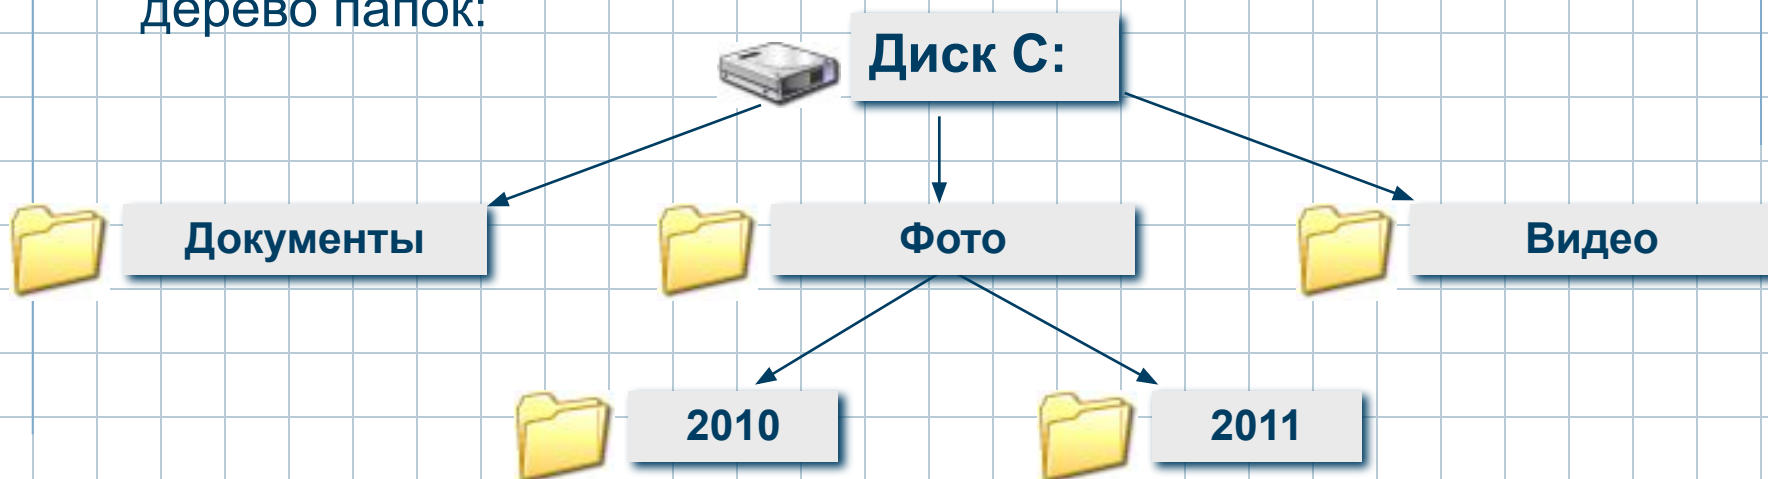 дерево папок:
Диск C:
Документы
Фото
Видео
2010
2011